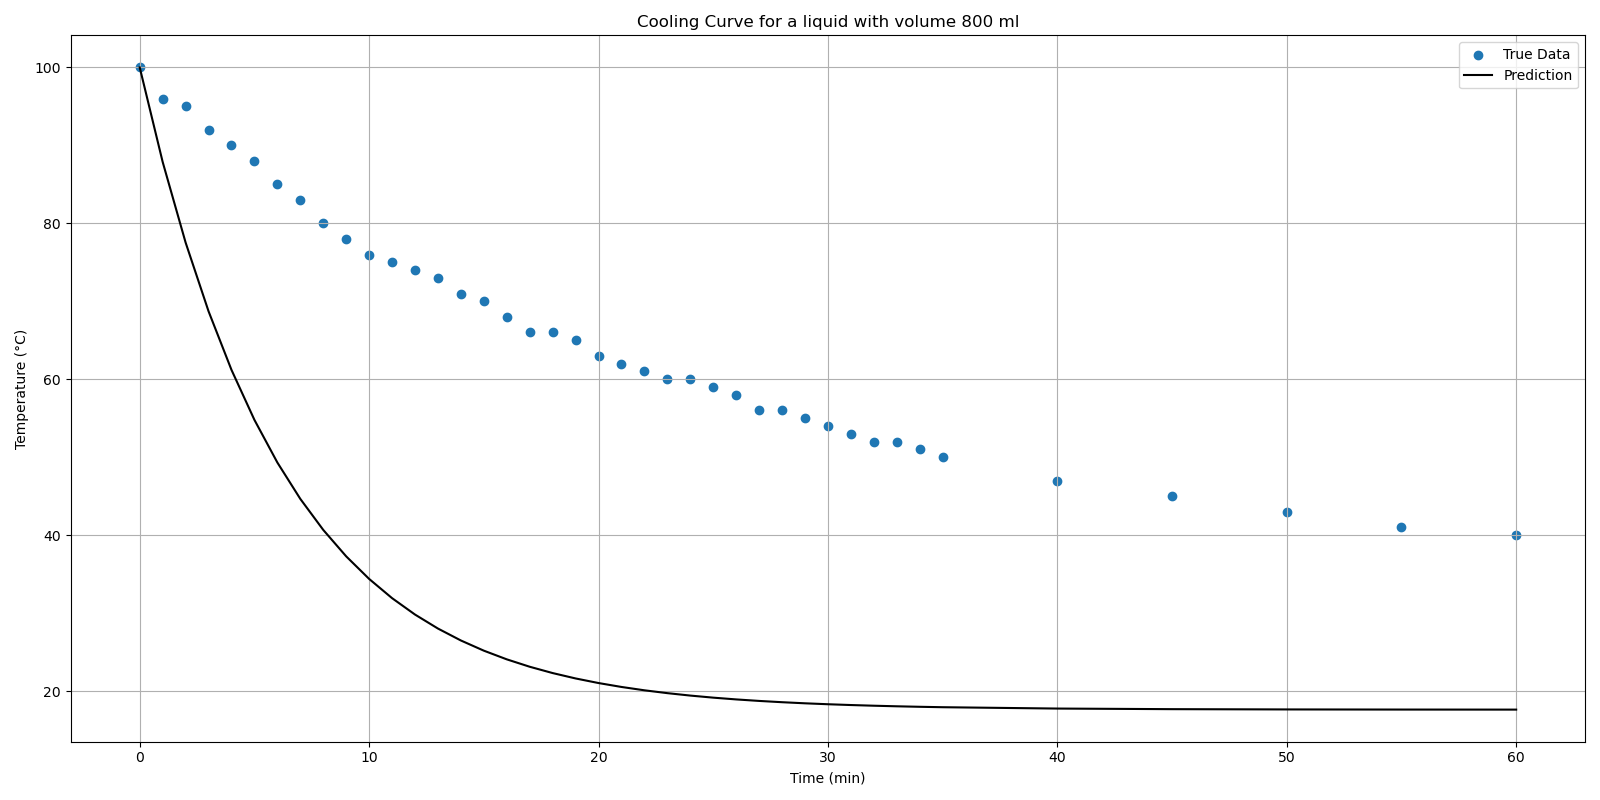 Cooling Curve for a liquid with volume 800 ml
True Data
Prediction
Temperature (°C)
100
80
60
40
20
0 10 20 30 40 50 60
Time (min)